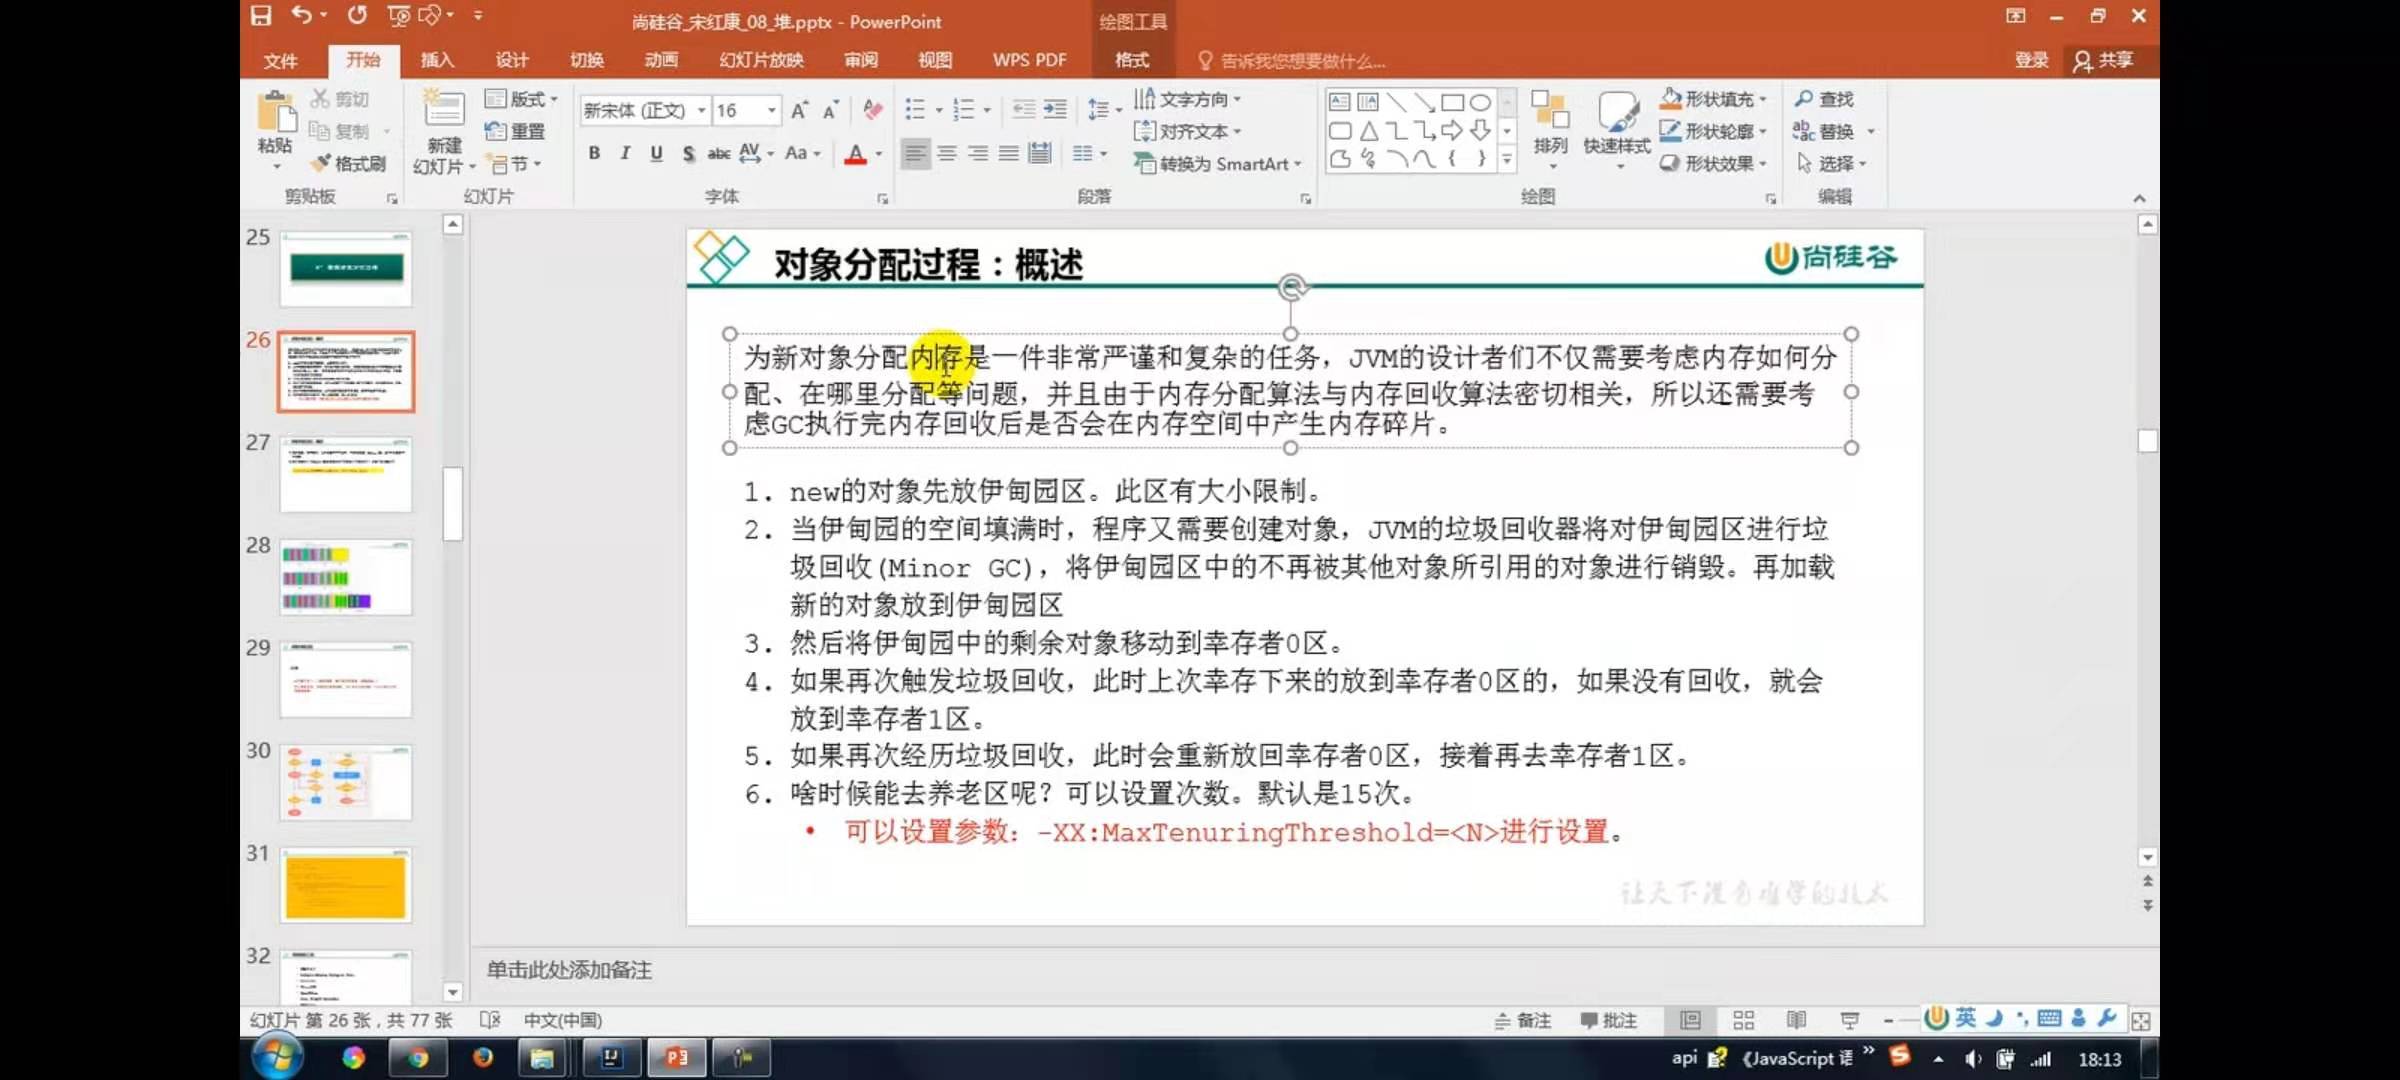 尚硅谷_宋红康_08_堆.pptx - PowerPoint
绘图工具
文件 开始 插入 设计 切换 动画 幻灯片放映 审阅 视图 WPS PDF 格式 告诉我您想要做什么... 登录 共享
粘贴 剪切 复制 格式刷 剪贴板
新建幻灯片 版式 重置 节 幻灯片
新宋体 (正文) 16 B I U S abc AV Aa A 字体
文字方向 对齐文本 转换为 SmartArt 段落
排列 快速样式 形状填充 形状轮廓 形状效果 绘图
查找 替换 选择 编辑
25
26
27
28
29
30
31
32
对象分配过程：概述
尚硅谷
为新对象分配内存是一件非常严谨和复杂的任务，JVM的设计者们不仅需要考虑内存如何分
配、在哪里分配等问题，并且由于内存分配算法与内存回收算法密切相关，所以还需要考
虑GC执行完内存回收后是否会在内存空间中产生内存碎片。
1. new的对象先放伊甸园区。此区有大小限制。
2. 当伊甸园的空间填满时，程序又需要创建对象，JVM的垃圾回收器将对伊甸园区进行垃
圾回收(Minor GC)，将伊甸园区中的不再被其他对象所引用的对象进行销毁。再加载
新的对象放到伊甸园区
3. 然后将伊甸园中的剩余对象移动到幸存者0区。
4. 如果再次触发垃圾回收，此时上次幸存下来的放到幸存者0区的，如果没有回收，就会
放到幸存者1区。
5. 如果再次经历垃圾回收，此时会重新放回幸存者0区，接着再去幸存者1区。
6. 啥时候能去养老区呢？可以设置次数。默认是15次。
• 可以设置参数：-XX:MaxTenuringThreshold=<N>进行设置。
让天下没有难学的技术
单击此处添加备注
幻灯片 第 26 张，共 77 张 中文(中国) 备注 批注 英
api 《JavaScript 语 » 18:13